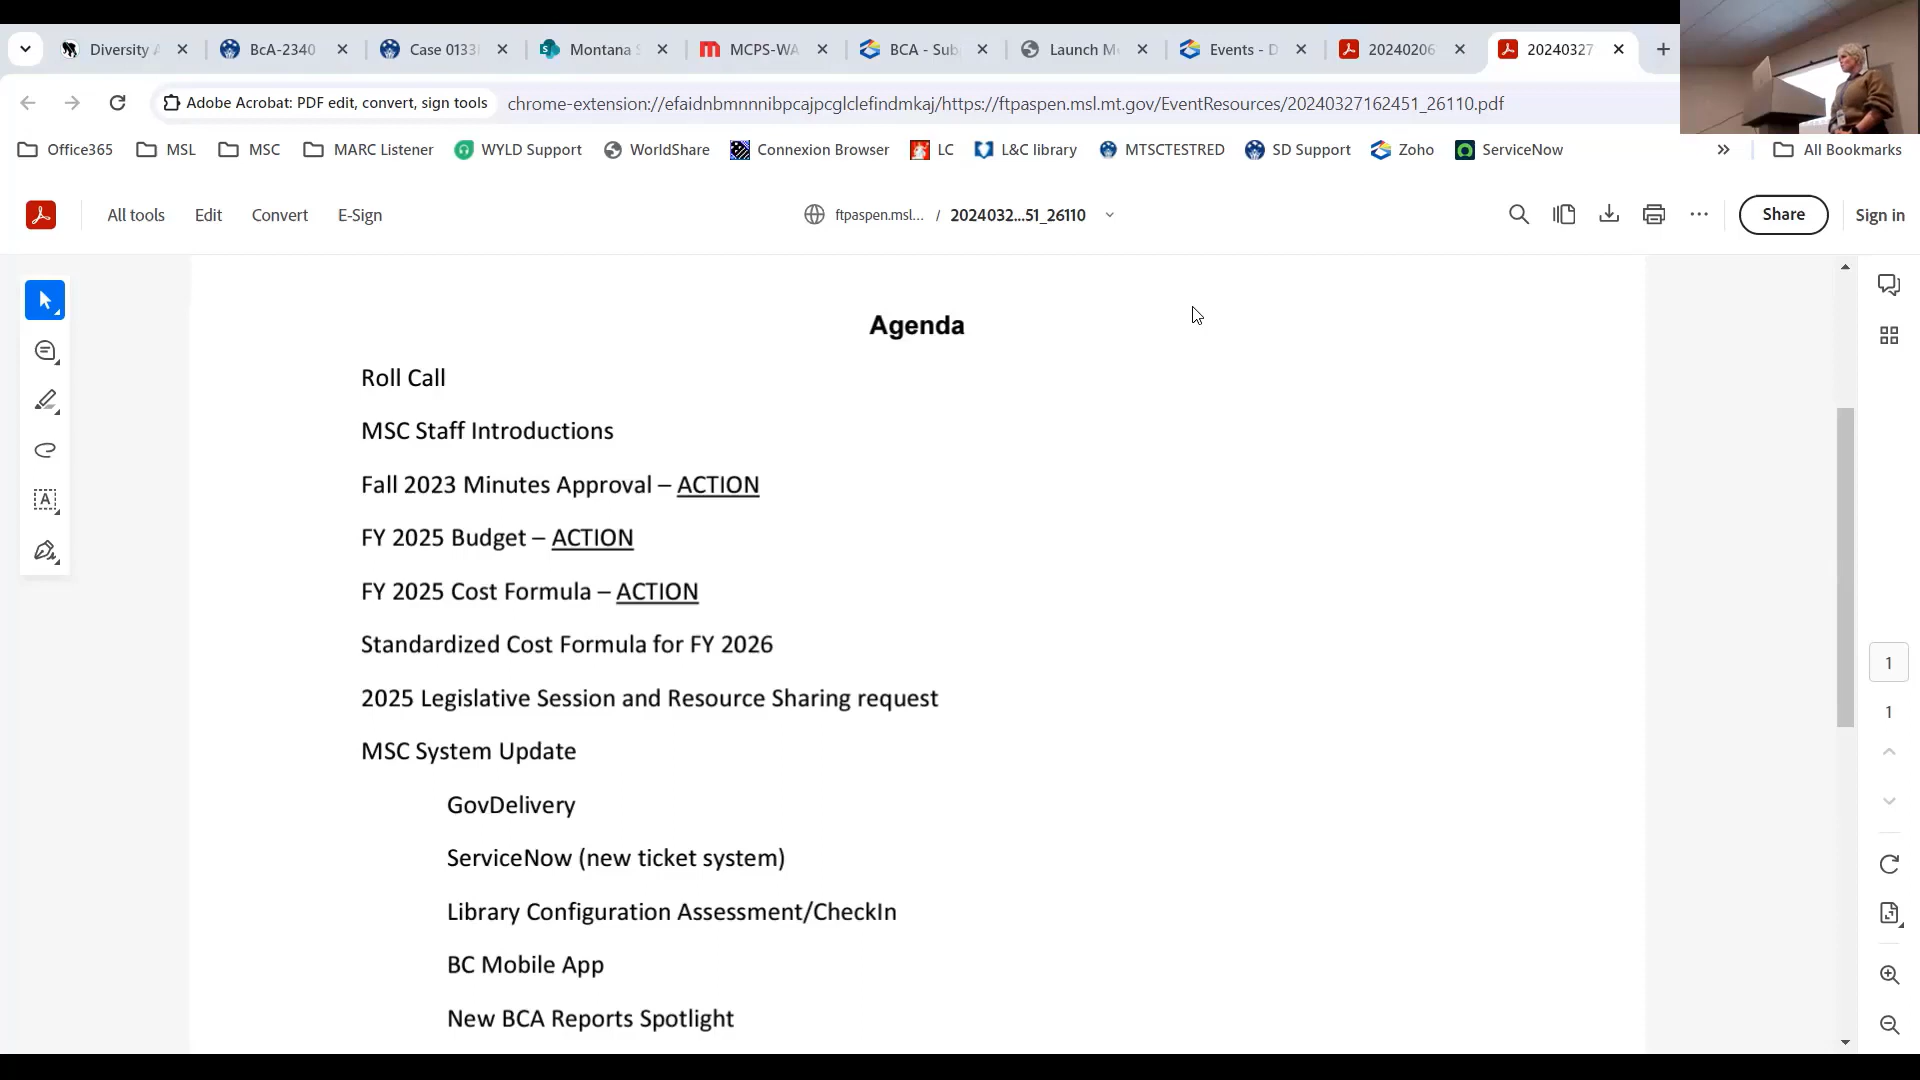 Diversity
BcA-2340
Case 0133
Montana
MCPS-WA
BCA - Sub
Launch M
Events - D
20240206
20240327
Adobe Acrobat: PDF edit, convert, sign tools
chrome-extension://efaidnbmnnnibpcajpcglclefindmkaj/https://ftpaspen.msl.mt.gov/EventResources/20240327162451_26110.pdf
Office365
MSL
MSC
MARC Listener
WYLD Support
WorldShare
Connexion Browser
LC
L&C library
MTSCTESTRED
SD Support
Zoho
ServiceNow
All Bookmarks
All tools
Edit
Convert
E-Sign
ftpaspen.msl... / 2024032...51_26110
Share
Sign in
Agenda
Roll Call
MSC Staff Introductions
Fall 2023 Minutes Approval – ACTION
FY 2025 Budget – ACTION
FY 2025 Cost Formula – ACTION
Standardized Cost Formula for FY 2026
2025 Legislative Session and Resource Sharing request
MSC System Update
GovDelivery
ServiceNow (new ticket system)
Library Configuration Assessment/CheckIn
BC Mobile App
New BCA Reports Spotlight
1
1